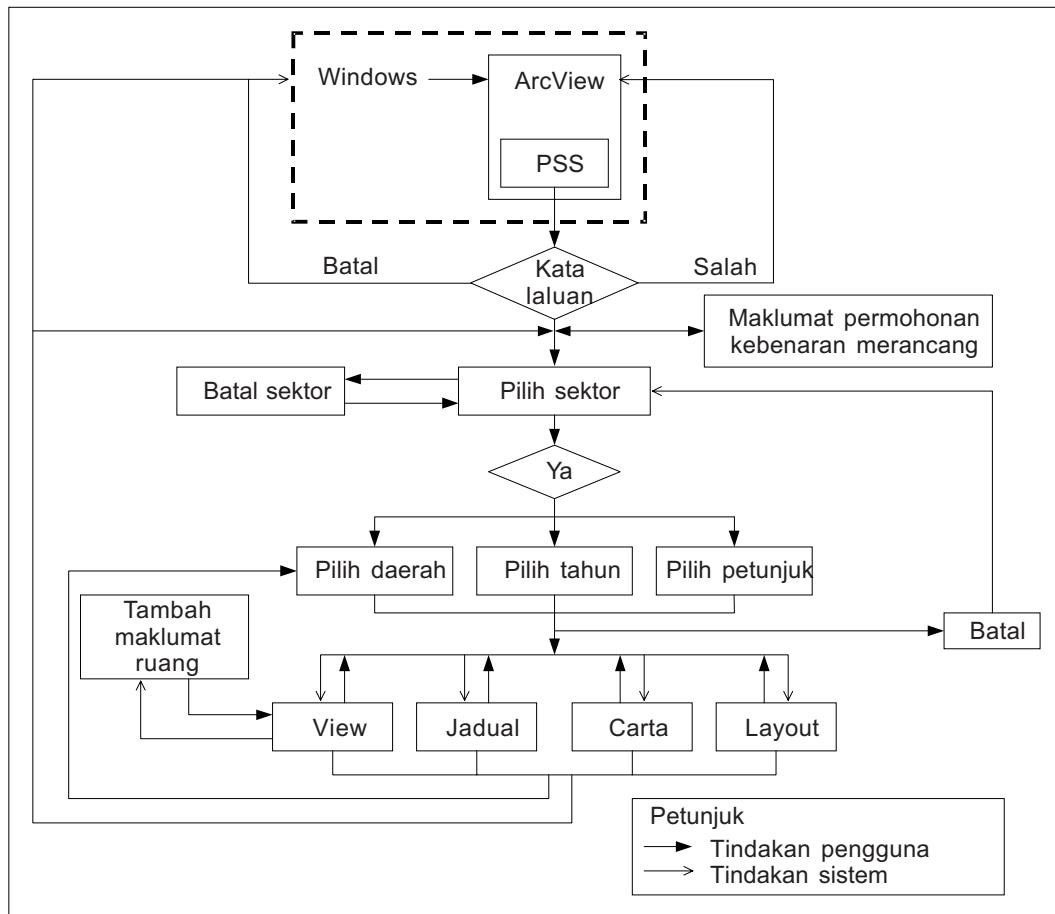 Windows
ArcView
PSS
Batal
Kata
laluan
Salah
Maklumat permohonan
kebenaran merancang
Batal sektor
Pilih sektor
Ya
Pilih daerah
Pilih tahun
Pilih petunjuk
Tambah
maklumat
ruang
Batal
View
Jadual
Carta
Layout
Petunjuk
Tindakan pengguna
Tindakan sistem